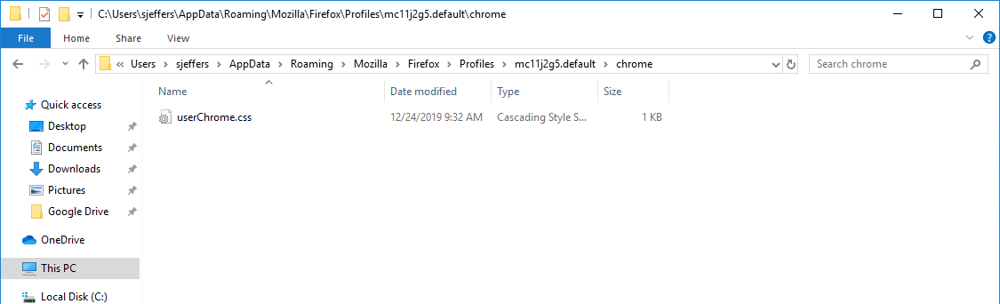 C:\Users\sjeffers\AppData\Roaming\Mozilla\Firefox\Profiles\mc11j2g5.default\chrome
File Home Share View
« Users sjeffers AppData Roaming Mozilla Firefox Profiles mc11j2g5.default chrome Search chrome
Name Date modified Type Size
Quick access
userChrome.css 12/24/2019 9:32 AM Cascading Style S... 1 KB
Desktop
Documents
Downloads
Pictures
Google Drive
OneDrive
This PC
Local Disk (C:)